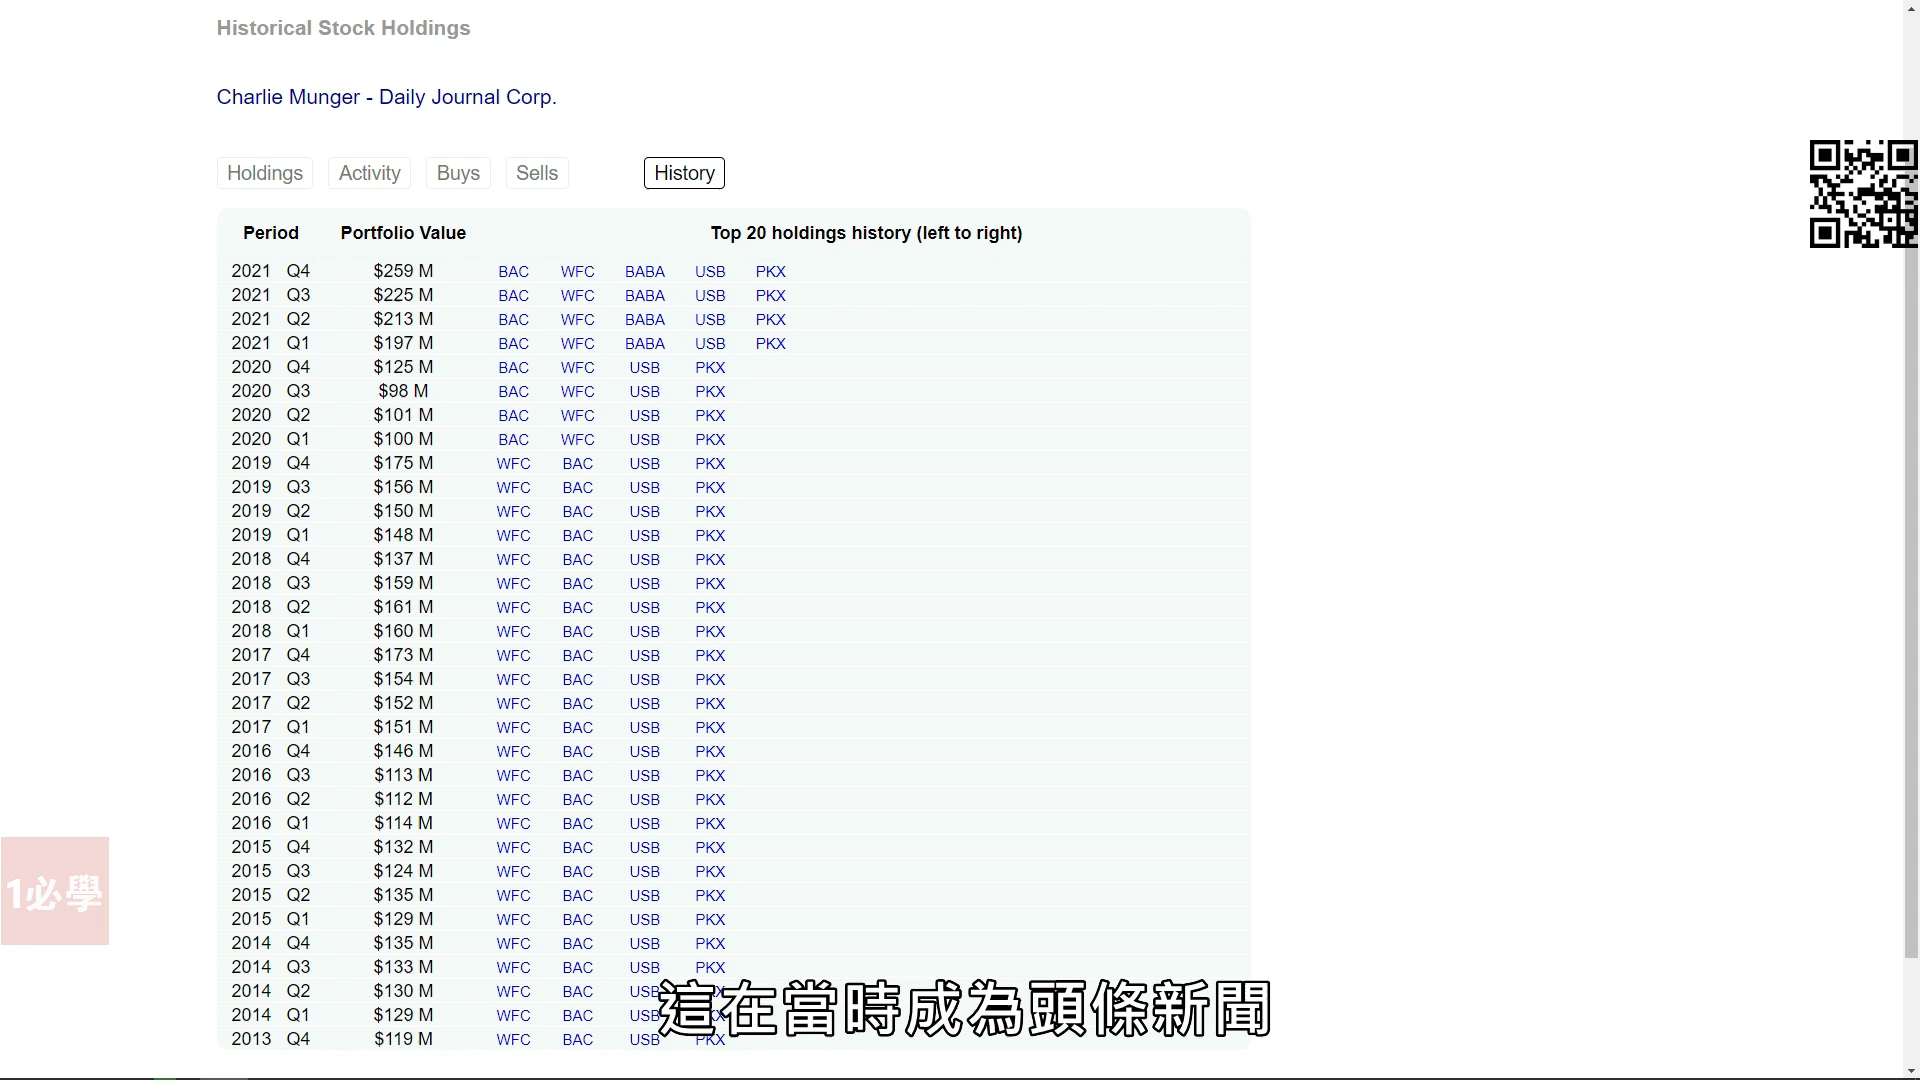 Historical Stock Holdings
Charlie Munger - Daily Journal Corp.
Holdings Activity Buys Sells History
Period Portfolio Value Top 20 holdings history (left to right)
2021 Q4 $259 M BAC WFC BABA USB PKX
2021 Q3 $225 M BAC WFC BABA USB PKX
2021 Q2 $213 M BAC WFC BABA USB PKX
2021 Q1 $197 M BAC WFC BABA USB PKX
2020 Q4 $125 M BAC WFC USB PKX
2020 Q3 $98 M BAC WFC USB PKX
2020 Q2 $101 M BAC WFC USB PKX
2020 Q1 $100 M BAC WFC USB PKX
2019 Q4 $175 M WFC BAC USB PKX
2019 Q3 $156 M WFC BAC USB PKX
2019 Q2 $150 M WFC BAC USB PKX
2019 Q1 $148 M WFC BAC USB PKX
2018 Q4 $137 M WFC BAC USB PKX
2018 Q3 $159 M WFC BAC USB PKX
2018 Q2 $161 M WFC BAC USB PKX
2018 Q1 $160 M WFC BAC USB PKX
2017 Q4 $173 M WFC BAC USB PKX
2017 Q3 $154 M WFC BAC USB PKX
2017 Q2 $152 M WFC BAC USB PKX
2017 Q1 $151 M WFC BAC USB PKX
2016 Q4 $146 M WFC BAC USB PKX
2016 Q3 $113 M WFC BAC USB PKX
2016 Q2 $112 M WFC BAC USB PKX
2016 Q1 $114 M WFC BAC USB PKX
2015 Q4 $132 M WFC BAC USB PKX
2015 Q3 $124 M WFC BAC USB PKX
2015 Q2 $135 M WFC BAC USB PKX
2015 Q1 $129 M WFC BAC USB PKX
2014 Q4 $135 M WFC BAC USB PKX
2014 Q3 $133 M WFC BAC USB PKX
2014 Q2 $130 M WFC BAC USB
2014 Q1 $129 M WFC BAC USB
2013 Q4 $119 M WFC BAC USB PKX
這在當時成為頭條新聞
1必學